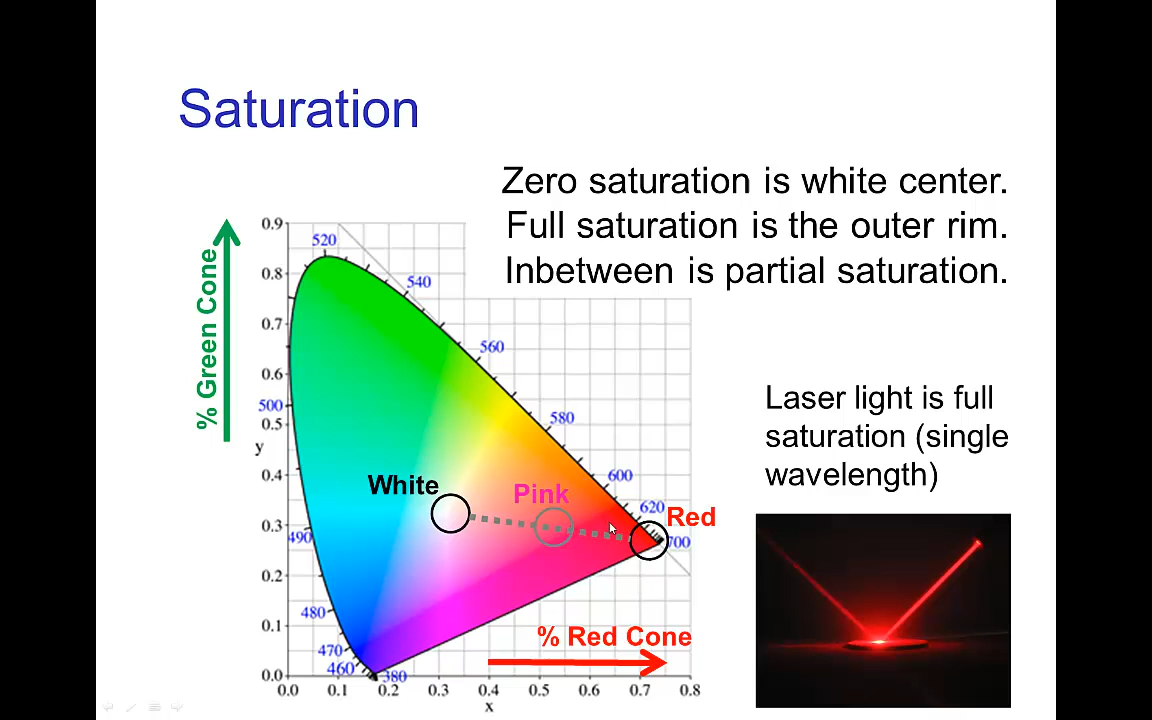 Saturation
Zero saturation is white center.
Full saturation is the outer rim.
Inbetween is partial saturation.
% Green Cone
0.9
0.8
0.7
0.6
0.5
0.4
0.3
0.2
0.1
0.0
y
520
540
560
580
600
620
700
500
490
480
470
460
380
White
Pink
Red
% Red Cone
0.0 0.1 0.2 0.3 0.4 0.5 0.6 0.7 0.8
x
Laser light is full
saturation (single
wavelength)